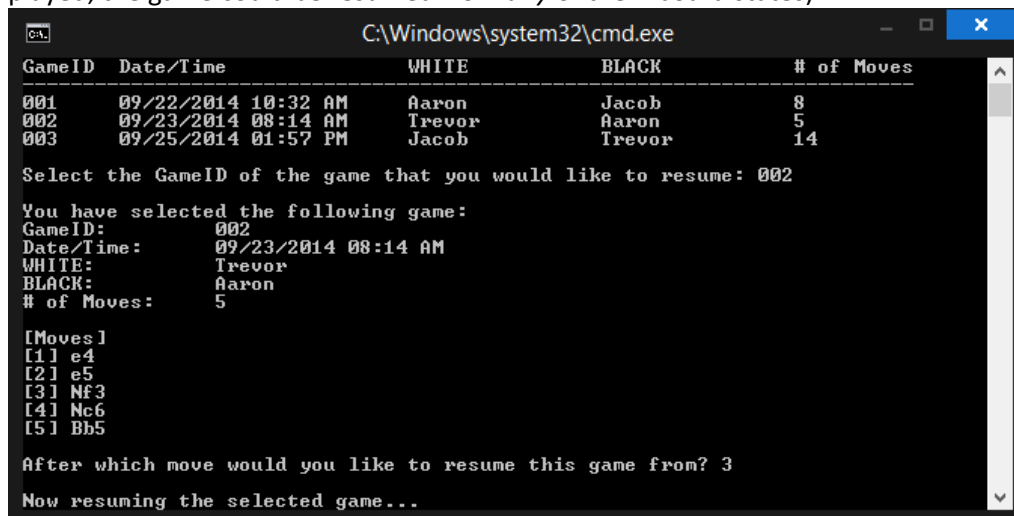 C:\Windows\system32\cmd.exe
GameID Date/Time WHITE BLACK # of Moves
001 09/22/2014 10:32 AM Aaron Jacob 8
002 09/23/2014 08:14 AM Trevor Aaron 5
003 09/25/2014 01:57 PM Jacob Trevor 14
Select the GameID of the game that you would like to resume: 002
You have selected the following game:
GameID: 002
Date/Time: 09/23/2014 08:14 AM
WHITE: Trevor
BLACK: Aaron
# of Moves: 5
[Moves]
[1] e4
[2] e5
[3] Nf3
[4] Nc6
[5] Bb5
After which move would you like to resume this game from? 3
Now resuming the selected game...